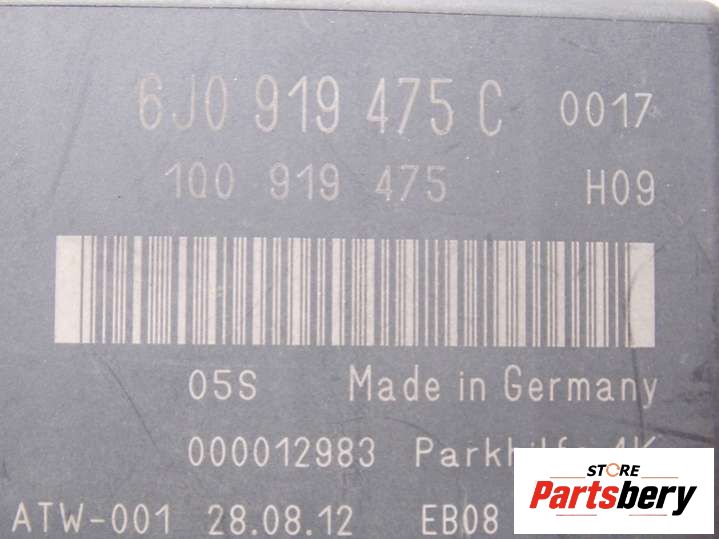 6J0 919 475 C 0017
1Q0 919 475 H09
05S Made in Germany
000012983 Parkhilfe 4K
ATW-001 28.08.12 EB08
STORE
Partsbery